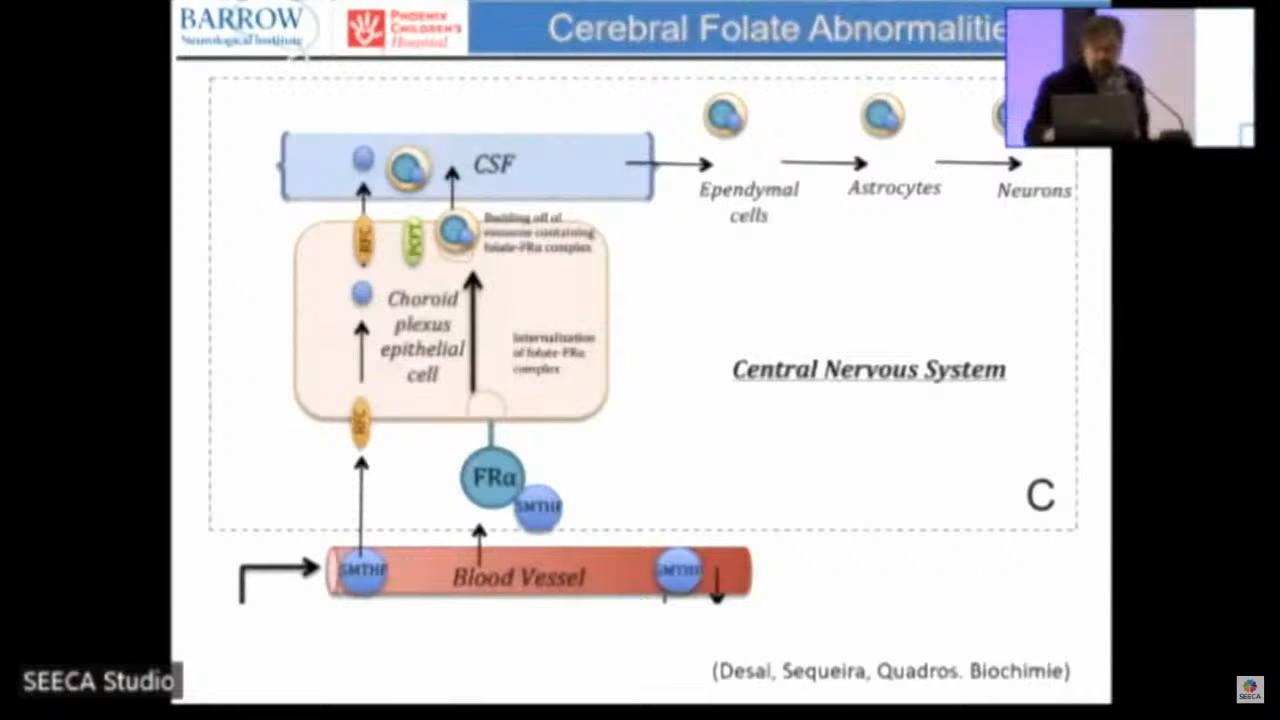 BARROW
Neurological Institute
PHOENIX
CHILDREN'S
Hospital
Cerebral Folate Abnormalitie
CSF
Ependymal
cells
Astrocytes
Neurons
RFC
PCFT
Budding off of
exosome containing
folate-FRα complex
Choroid
plexus
epithelial
cell
Internalization
of folate-FRα
complex
Central Nervous System
RFC
FRα
5MTHF
C
5MTHF
Blood Vessel
5MTHF
(Desai, Sequeira, Quadros. Biochimie)
SEECA Studio
SEECA